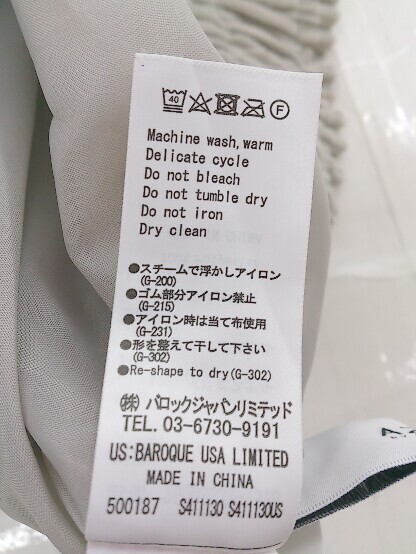 40 F
Machine wash, warm
Delicate cycle
Do not bleach
Do not tumble dry
Do not iron
Dry clean
●スチームで浮かしアイロン
(G-200)
●ゴム部分アイロン禁止
(G-215)
●アイロン時は当て布使用
(G-231)
●形を整えて干して下さい
(G-302)
●Re-shape to dry(G-302)
㈱ バロックジャパンリミテッド
TEL. 03-6730-9191
US:BAROQUE USA LIMITED
MADE IN CHINA
500187 S411130 S411130US